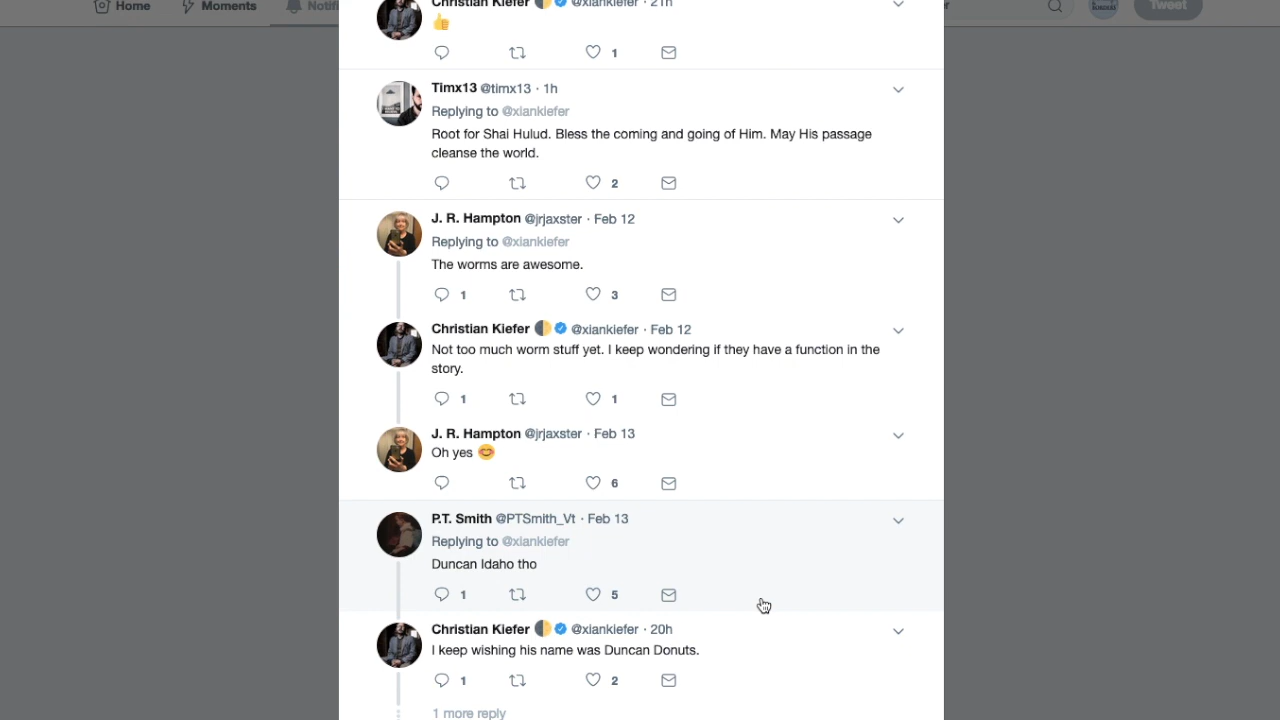 Home Moments Notifi Tweet
Christian Kiefer @xiankiefer · 21h
1
Timx13 @timx13 · 1h
Replying to @xiankiefer
Root for Shai Hulud. Bless the coming and going of Him. May His passage
cleanse the world.
2
J. R. Hampton @jrjaxster · Feb 12
Replying to @xiankiefer
The worms are awesome.
1 3
Christian Kiefer @xiankiefer · Feb 12
Not too much worm stuff yet. I keep wondering if they have a function in the
story.
1 1
J. R. Hampton @jrjaxster · Feb 13
Oh yes
6
P.T. Smith @PTSmith_Vt · Feb 13
Replying to @xiankiefer
Duncan Idaho tho
1 5
Christian Kiefer @xiankiefer · 20h
I keep wishing his name was Duncan Donuts.
1 2
1 more reply